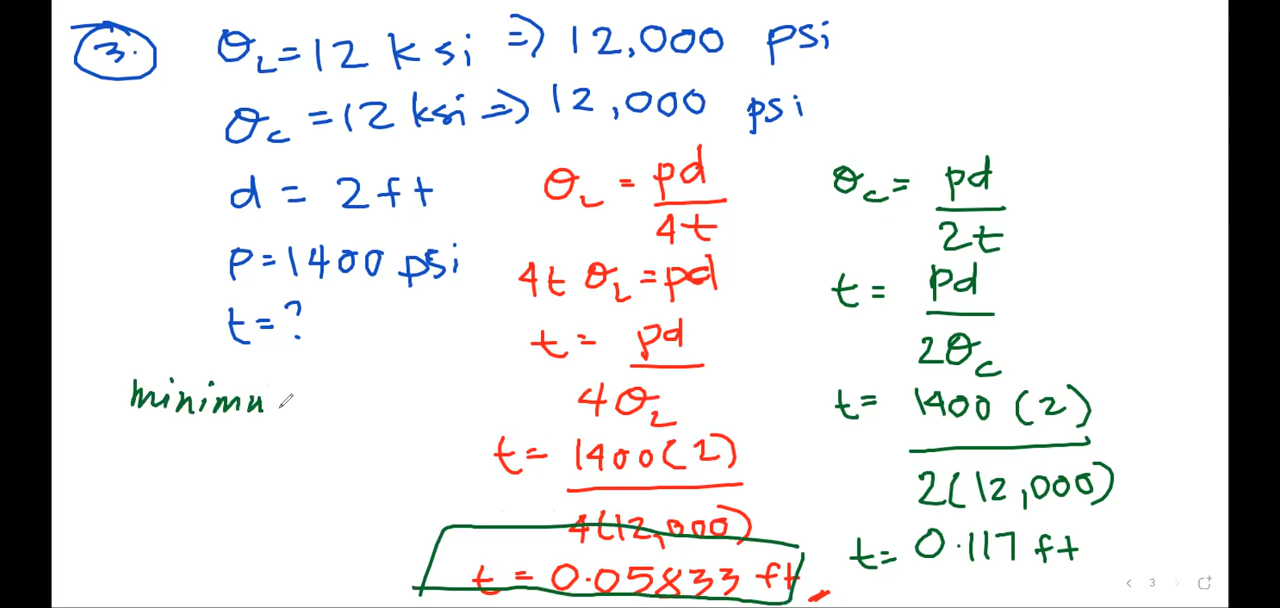 3.
σL = 12 ksi ⇒ 12,000 psi
σc = 12 ksi ⇒ 12,000 psi
d = 2 ft
P = 1400 psi
t = ?
minimu
σL = pd
4t
4t σL = pd
t = pd
4σL
t = 1400(2)
4(12,000)
t = 0.05833 ft.
σc = pd
2t
t = pd
2σc
t = 1400 (2)
2(12,000)
t = 0.117 ft
< 3 >